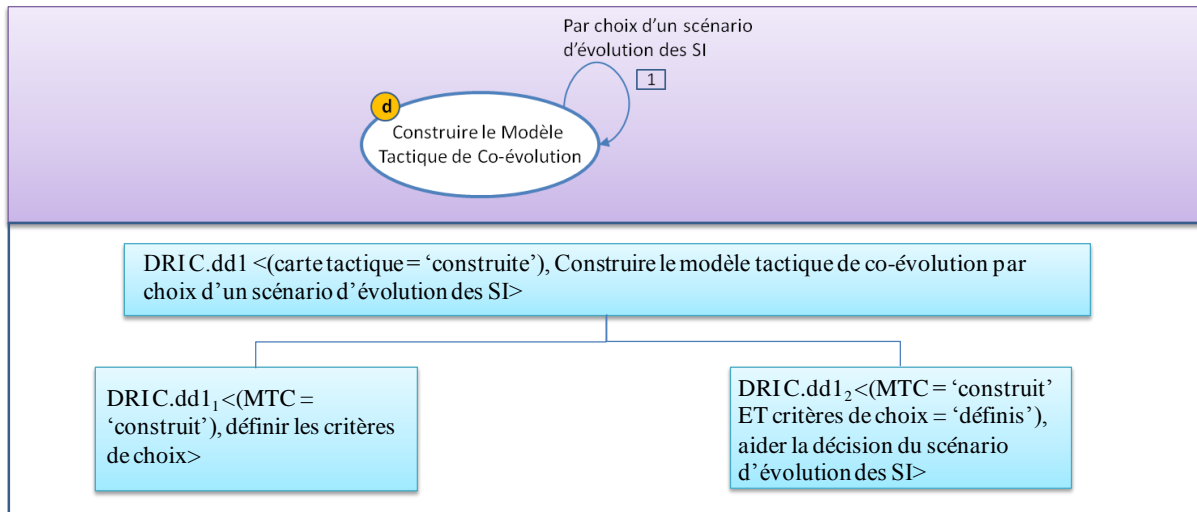 Par choix d'un scénario
d'évolution des SI
1
d
Construire le Modèle
Tactique de Co-évolution
DRIC.dd1 <(carte tactique = ‘construite’), Construire le modèle tactique de co-évolution par
choix d’un scénario d’évolution des SI>
DRIC.dd1₁<(MTC =
‘construit’), définir les critères
de choix>
DRIC.dd1₂<(MTC = ‘construit’
ET critères de choix = ‘définis’),
aider la décision du scénario
d’évolution des SI>